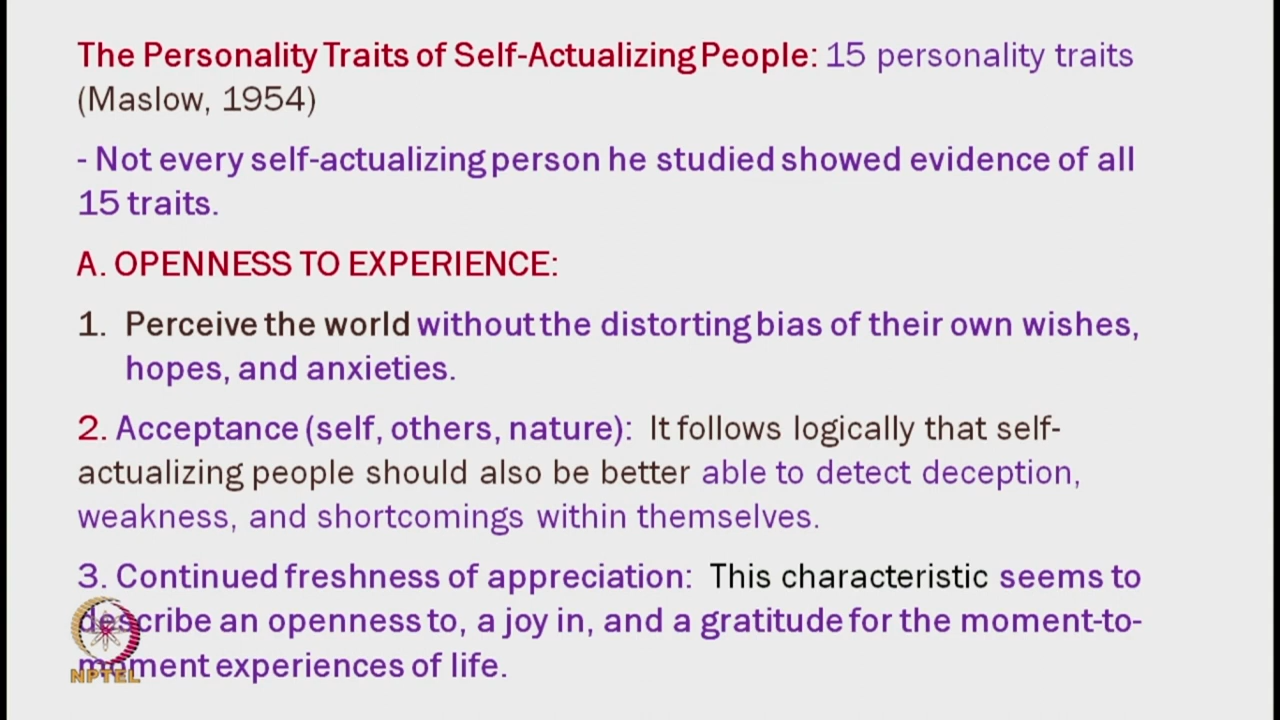 The Personality Traits of Self-Actualizing People: 15 personality traits
(Maslow, 1954)
- Not every self-actualizing person he studied showed evidence of all
15 traits.
A. OPENNESS TO EXPERIENCE:
1. Perceive the world without the distorting bias of their own wishes,
hopes, and anxieties.
2. Acceptance (self, others, nature): It follows logically that self-
actualizing people should also be better able to detect deception,
weakness, and shortcomings within themselves.
3. Continued freshness of appreciation: This characteristic seems to
describe an openness to, a joy in, and a gratitude for the moment-to-
moment experiences of life.
NPTEL